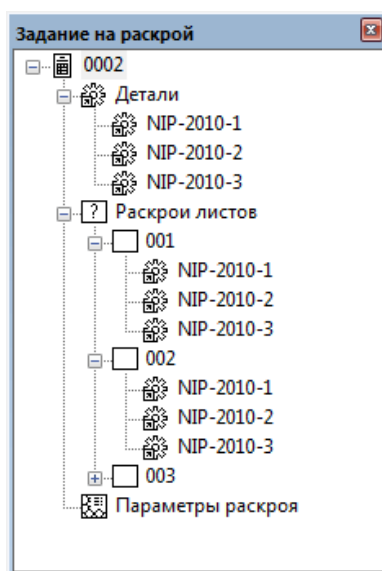 Задание на раскрой
0002
Детали
NIP-2010-1
NIP-2010-2
NIP-2010-3
Раскрои листов
001
NIP-2010-1
NIP-2010-2
NIP-2010-3
002
NIP-2010-1
NIP-2010-2
NIP-2010-3
003
Параметры раскроя